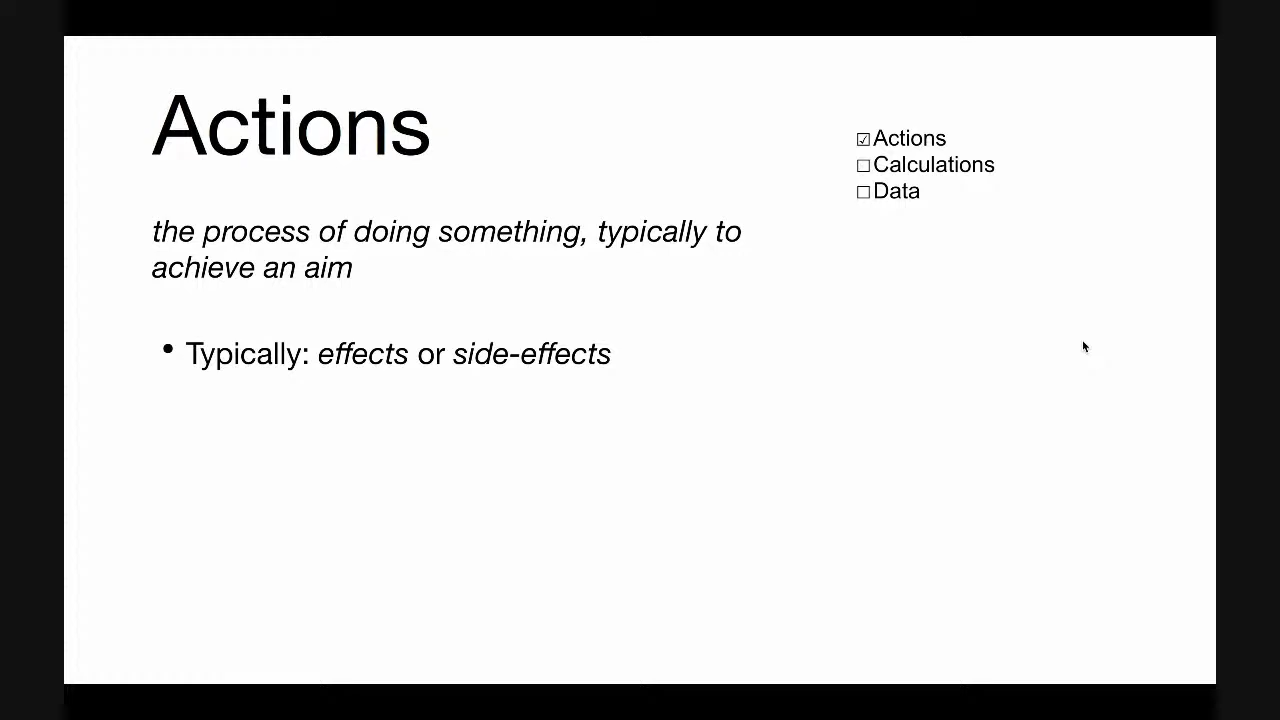 Actions
☑Actions
☐Calculations
☐Data
the process of doing something, typically to
achieve an aim
• Typically: effects or side-effects